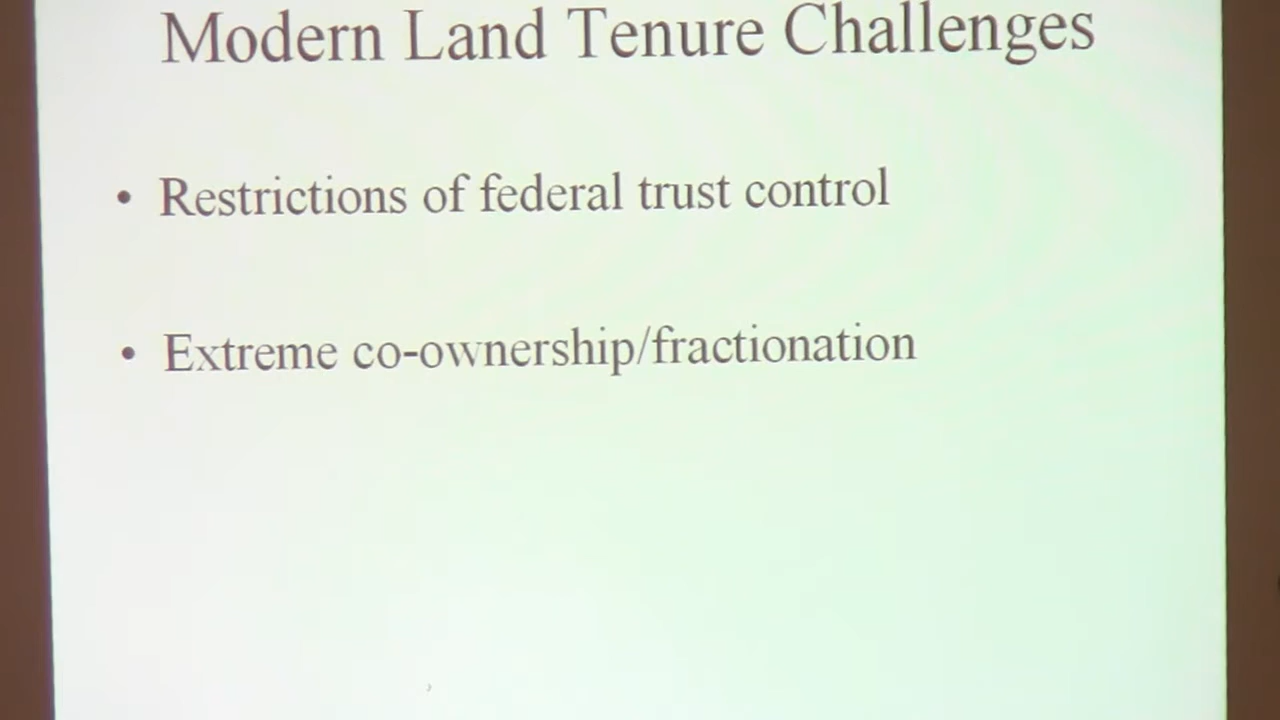 Modern Land Tenure Challenges
• Restrictions of federal trust control
• Extreme co-ownership/fractionation